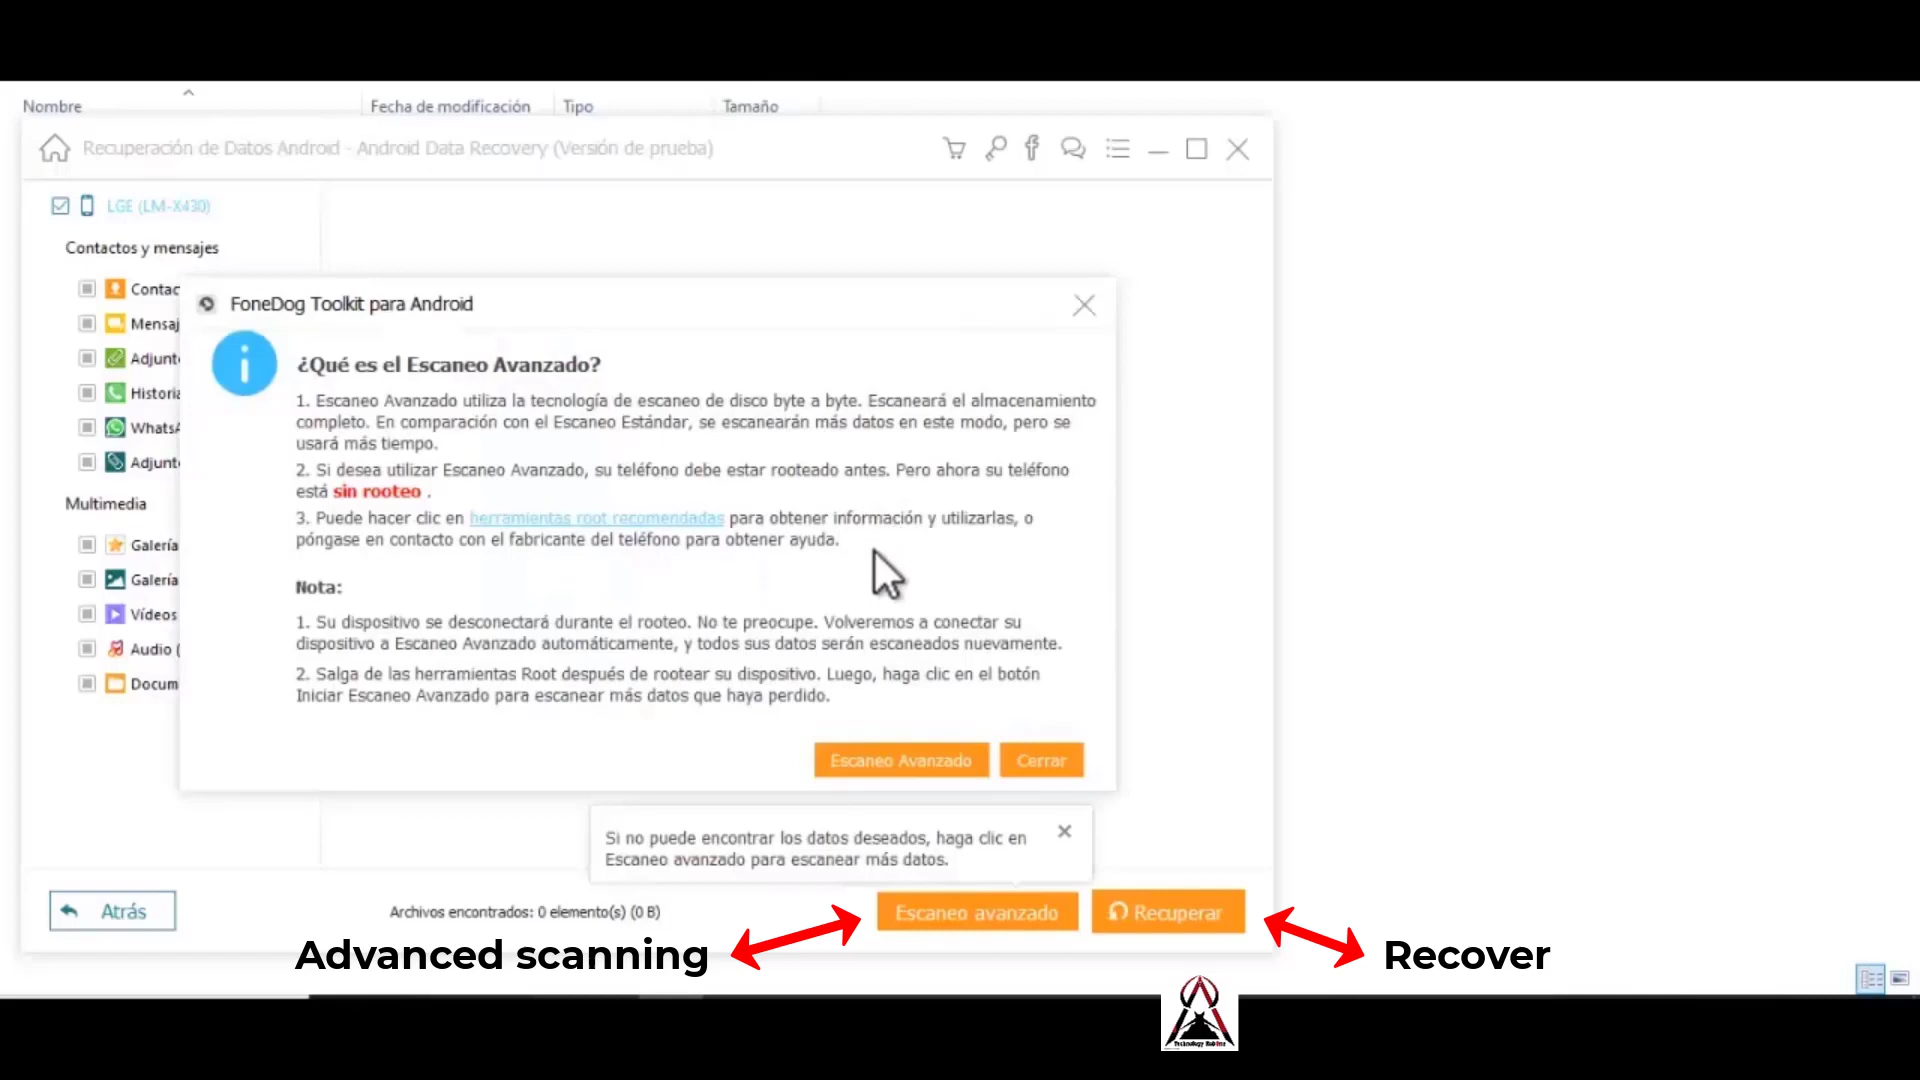 Nombre
Fecha de modificación
Tipo
Tamaño
Recuperación de Datos Android - Android Data Recovery (Versión de prueba)
LGE (LM-X430)
Contactos y mensajes
Contac
Mensaj
Adjunt
Historia
WhatsA
Adjunt
Multimedia
Galería
Galería
Vídeos
Audio (
Docum
FoneDog Toolkit para Android
¿Qué es el Escaneo Avanzado?
1. Escaneo Avanzado utiliza la tecnología de escaneo de disco byte a byte. Escaneará el almacenamiento
completo. En comparación con el Escaneo Estándar, se escanearán más datos en este modo, pero se
usará más tiempo.
2. Si desea utilizar Escaneo Avanzado, su teléfono debe estar rooteado antes. Pero ahora su teléfono
está sin rooteo .
3. Puede hacer clic en herramientas root recomendadas para obtener información y utilizarlas, o
póngase en contacto con el fabricante del teléfono para obtener ayuda.
Nota:
1. Su dispositivo se desconectará durante el rooteo. No te preocupe. Volveremos a conectar su
dispositivo a Escaneo Avanzado automáticamente, y todos sus datos serán escaneados nuevamente.
2. Salga de las herramientas Root después de rootear su dispositivo. Luego, haga clic en el botón
Iniciar Escaneo Avanzado para escanear más datos que haya perdido.
Escaneo Avanzado
Cerrar
Si no puede encontrar los datos deseados, haga clic en
Escaneo avanzado para escanear más datos.
Atrás
Archivos encontrados: 0 elemento(s) (0 B)
Escaneo avanzado
Recuperar
Advanced scanning
Recover